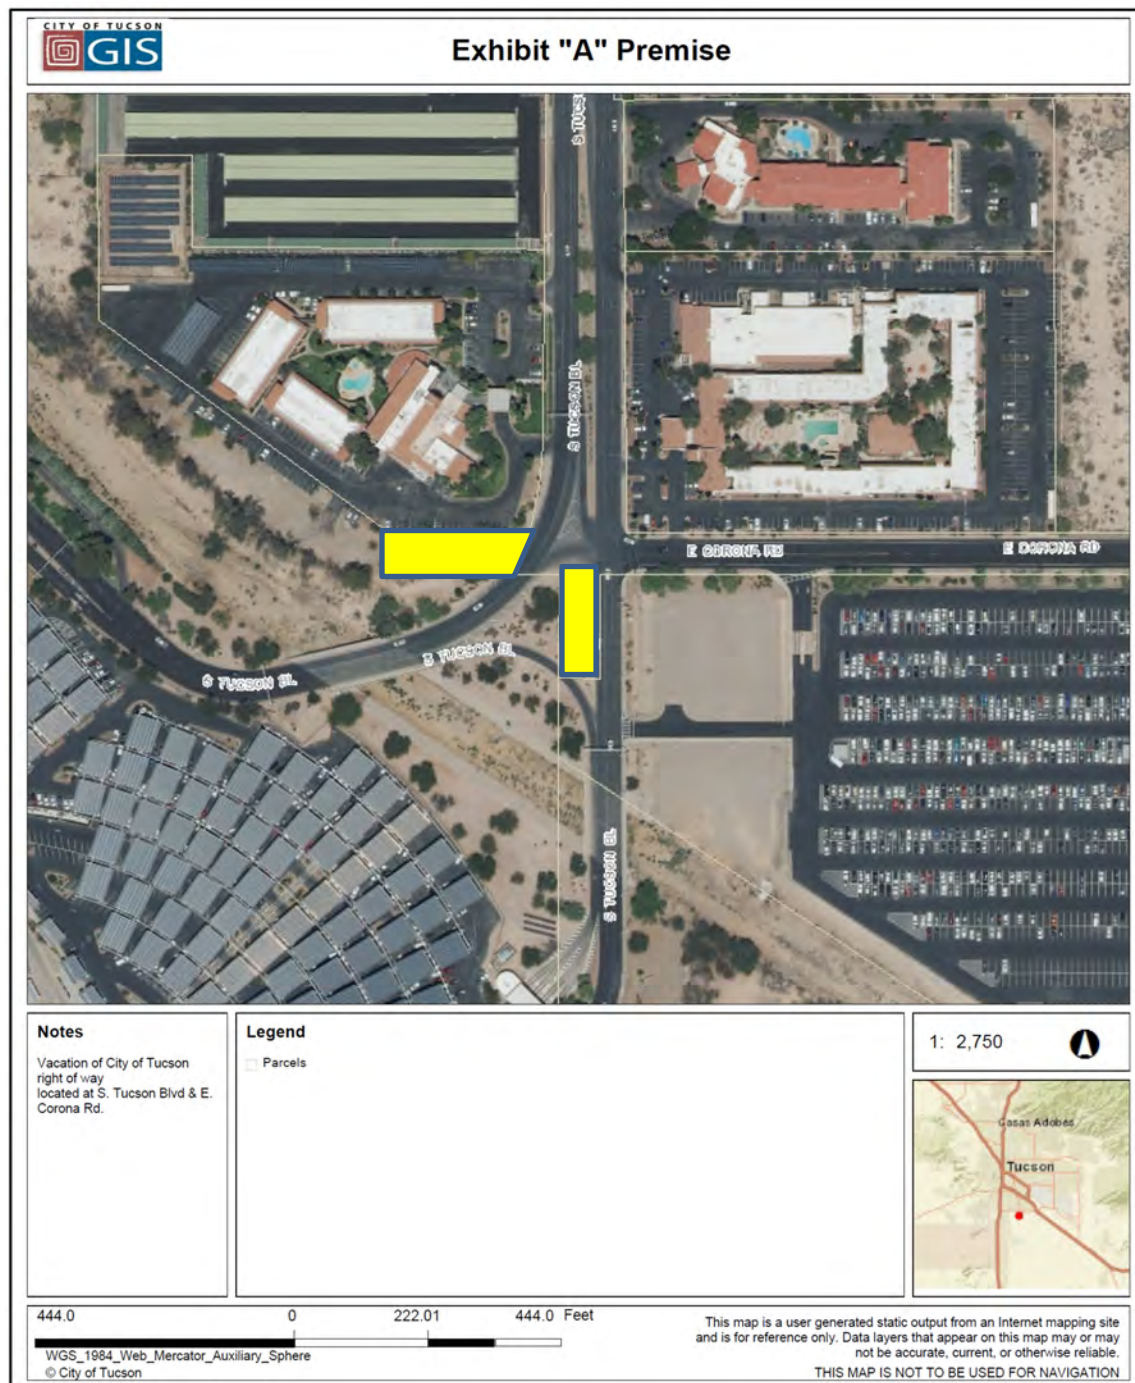 CITY OF TUCSON
GIS
Exhibit "A" Premise
S TUCSON BL
S TUCSON BL
E CORONA RD
E CORONA RD
S TUCSON BL
S TUCSON BL
S TUCSON BL
Notes
Vacation of City of Tucson
right of way
located at S. Tucson Blvd & E.
Corona Rd.
Legend
Parcels
1: 2,750
Casas Adobes
Tucson
444.0 0 222.01 444.0 Feet
WGS_1984_Web_Mercator_Auxiliary_Sphere
© City of Tucson
This map is a user generated static output from an Internet mapping site
and is for reference only. Data layers that appear on this map may or may
not be accurate, current, or otherwise reliable.
THIS MAP IS NOT TO BE USED FOR NAVIGATION